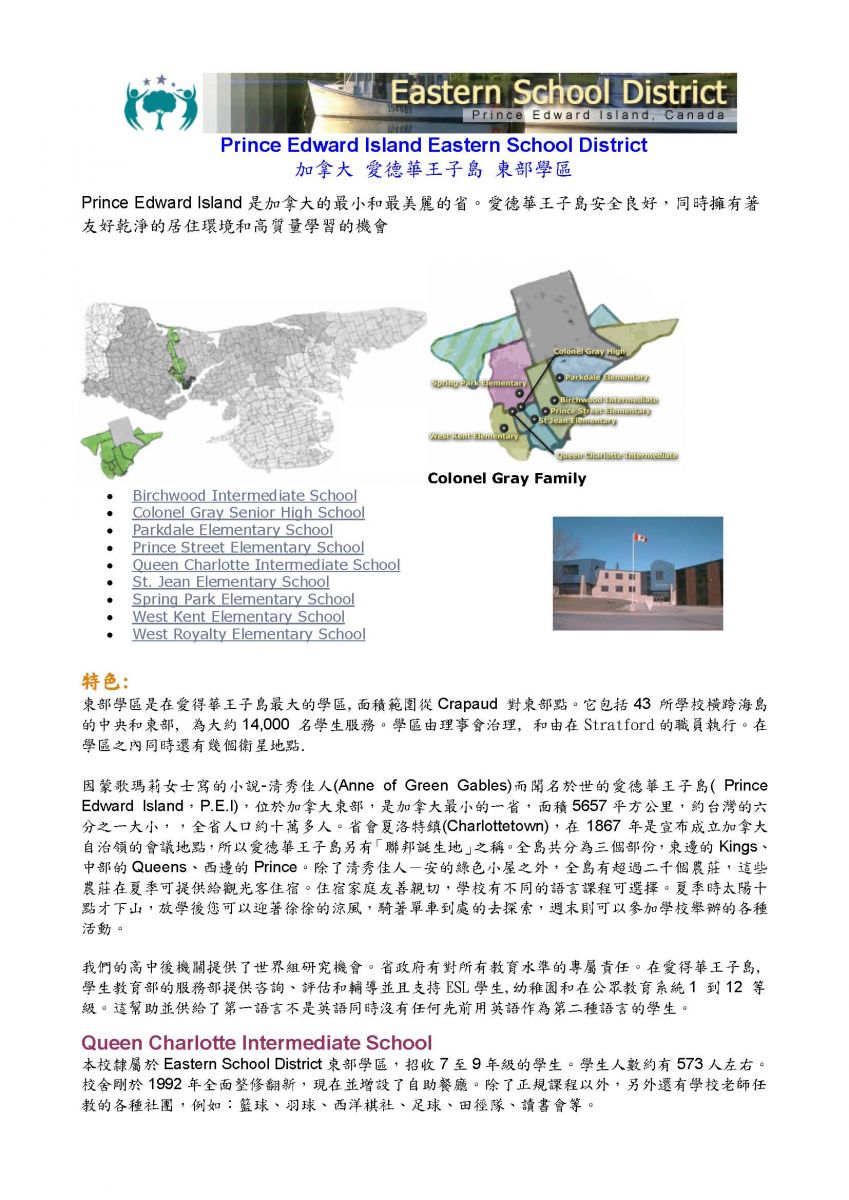 Eastern School District
Prince Edward Island, Canada
Prince Edward Island Eastern School District
加拿大 愛德華王子島 東部學區
Prince Edward Island 是加拿大的最小和最美麗的省。愛德華王子島安全良好，同時擁有著
友好乾淨的居住環境和高質量學習的機會
Colonel Gray High
Parkdale Elementary
Spring Park Elementary
Birchwood Intermediate
Prince Street Elementary
St Jean Elementary
West Kent Elementary
Queen Charlotte Intermediate
Colonel Gray Family
• Birchwood Intermediate School
• Colonel Gray Senior High School
• Parkdale Elementary School
• Prince Street Elementary School
• Queen Charlotte Intermediate School
• St. Jean Elementary School
• Spring Park Elementary School
• West Kent Elementary School
• West Royalty Elementary School
特色:
東部學區是在愛得華王子島最大的學區, 面積範圍從 Crapaud 對東部點。它包括 43 所學校橫跨海島
的中央和東部, 為大約 14,000 名學生服務。學區由理事會治理, 和由在 Stratford 的職員執行。在
學區之內同時還有幾個衛星地點.
因蒙歌瑪莉女士寫的小說-清秀佳人(Anne of Green Gables)而聞名於世的愛德華王子島( Prince
Edward Island，P.E.I)，位於加拿大東部，是加拿大最小的一省，面積 5657 平方公里，約台灣的六
分之一大小，，全省人口約十萬多人。省會夏洛特鎮(Charlottetown)，在 1867 年是宣布成立加拿大
自治領的會議地點，所以愛德華王子島另有「聯邦誕生地」之稱。全島共分為三個部份，東邊的 Kings、
中部的 Queens、西邊的 Prince。除了清秀佳人－安的綠色小屋之外，全島有超過二千個農莊，這些
農莊在夏季可提供給觀光客住宿。住宿家庭友善親切，學校有不同的語言課程可選擇。夏季時太陽十
點才下山，放學後您可以迎著徐徐的涼風，騎著單車到處的去探索，週末則可以參加學校舉辦的各種
活動。
我們的高中後機關提供了世界組研究機會。省政府有對所有教育水準的專屬責任。在愛得華王子島,
學生教育部的服務部提供咨詢、評估和輔導並且支持 ESL 學生, 幼稚園和在公眾教育系統 1 到 12 等
級。這幫助並供給了第一語言不是英語同時沒有任何先前用英語作為第二種語言的學生。
Queen Charlotte Intermediate School
本校隸屬於 Eastern School District 東部學區，招收 7 至 9 年級的學生。學生人數約有 573 人左右。
校舍剛於 1992 年全面整修翻新，現在並增設了自助餐廳。除了正規課程以外，另外還有學校老師任
教的各種社團，例如：籃球、羽球、西洋棋社、足球、田徑隊、讀書會等。